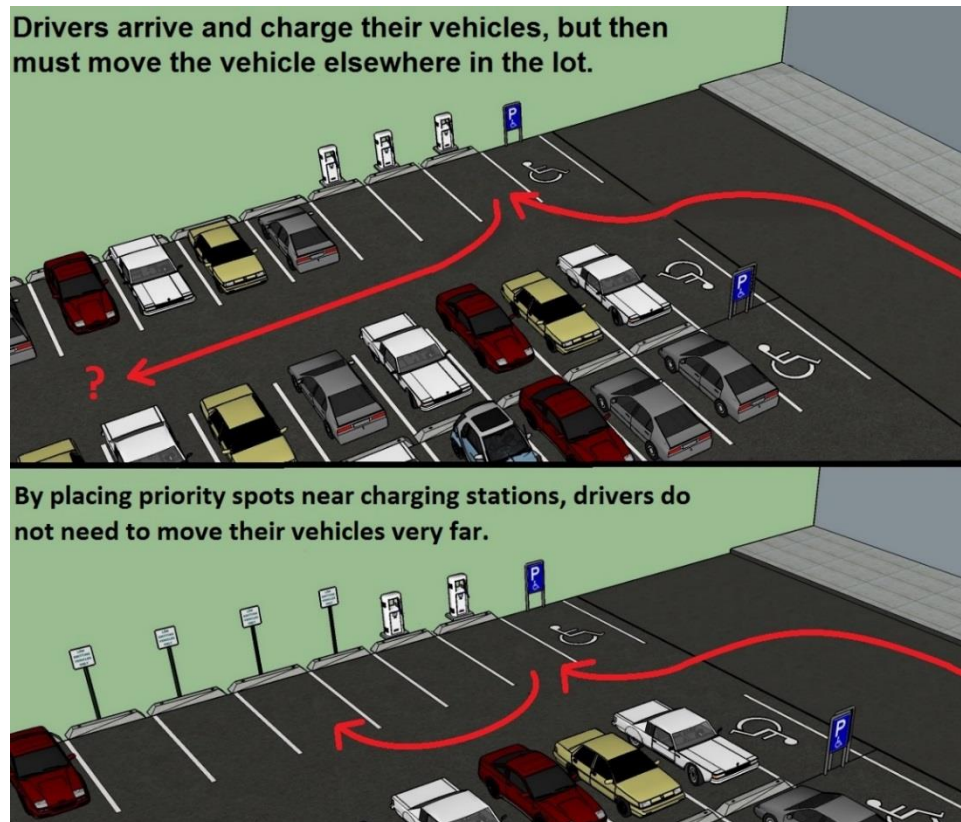 Drivers arrive and charge their vehicles, but then
must move the vehicle elsewhere in the lot.
P
P
?
By placing priority spots near charging stations, drivers do
not need to move their vehicles very far.
P
P